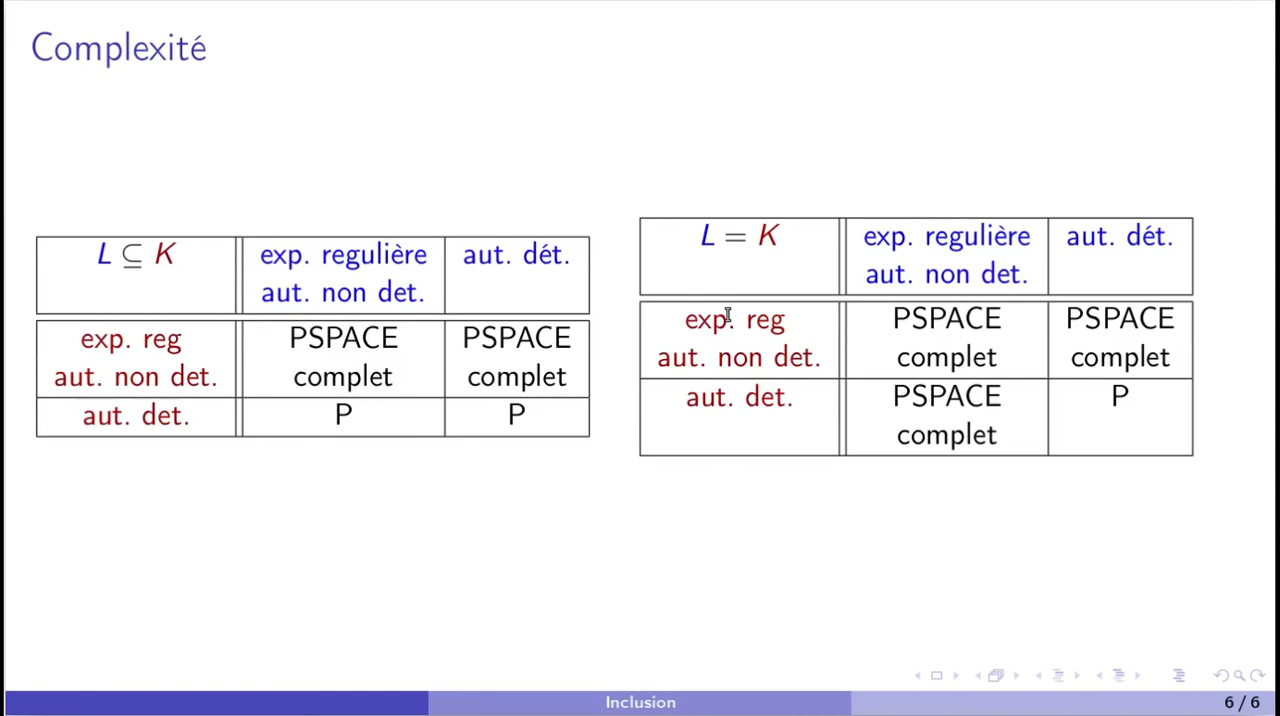 Complexité
L ⊆ K exp. regulière aut. dét.
aut. non det.
exp. reg PSPACE PSPACE
aut. non det. complet complet
aut. det. P P
L = K exp. regulière aut. dét.
aut. non det.
exp. reg PSPACE PSPACE
aut. non det. complet complet
aut. det. PSPACE P
complet
Inclusion 6 / 6